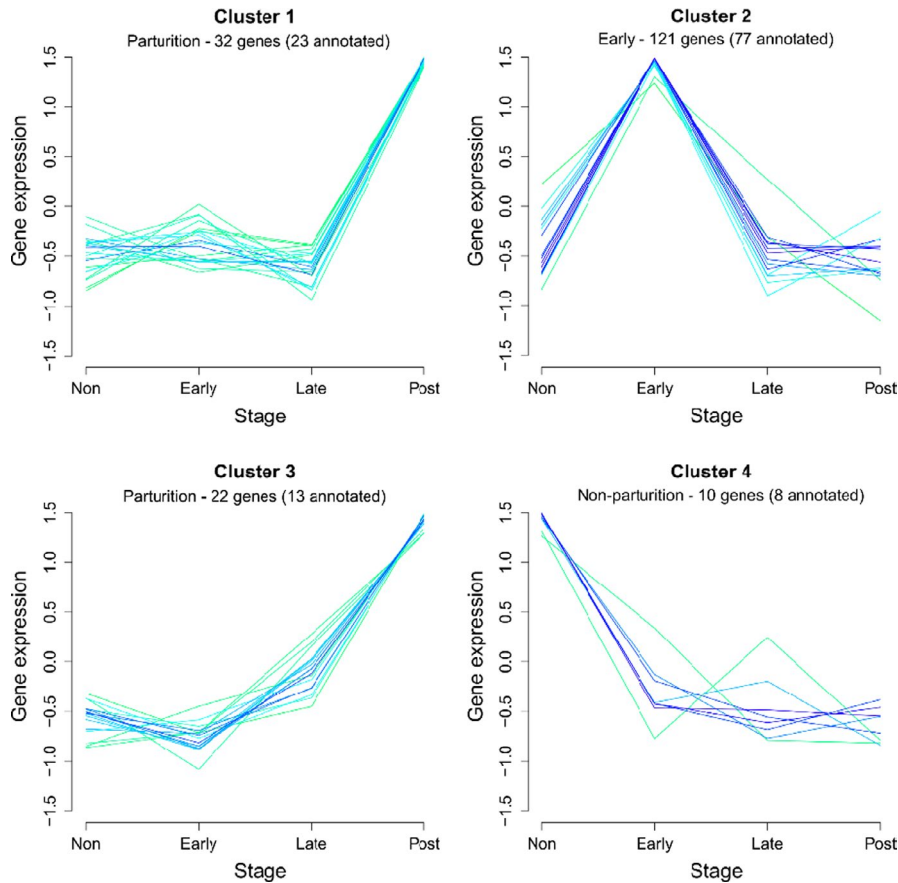 Cluster 1
Parturition - 32 genes (23 annotated)
Gene expression
1.5
1.0
0.5
0.0
−0.5
−1.0
−1.5
Non Early Late Post
Stage
Cluster 2
Early - 121 genes (77 annotated)
Gene expression
1.5
1.0
0.5
0.0
−0.5
−1.0
−1.5
Non Early Late Post
Stage
Cluster 3
Parturition - 22 genes (13 annotated)
Gene expression
1.5
1.0
0.5
0.0
−0.5
−1.0
−1.5
Non Early Late Post
Stage
Cluster 4
Non-parturition - 10 genes (8 annotated)
Gene expression
1.5
1.0
0.5
0.0
−0.5
−1.0
−1.5
Non Early Late Post
Stage